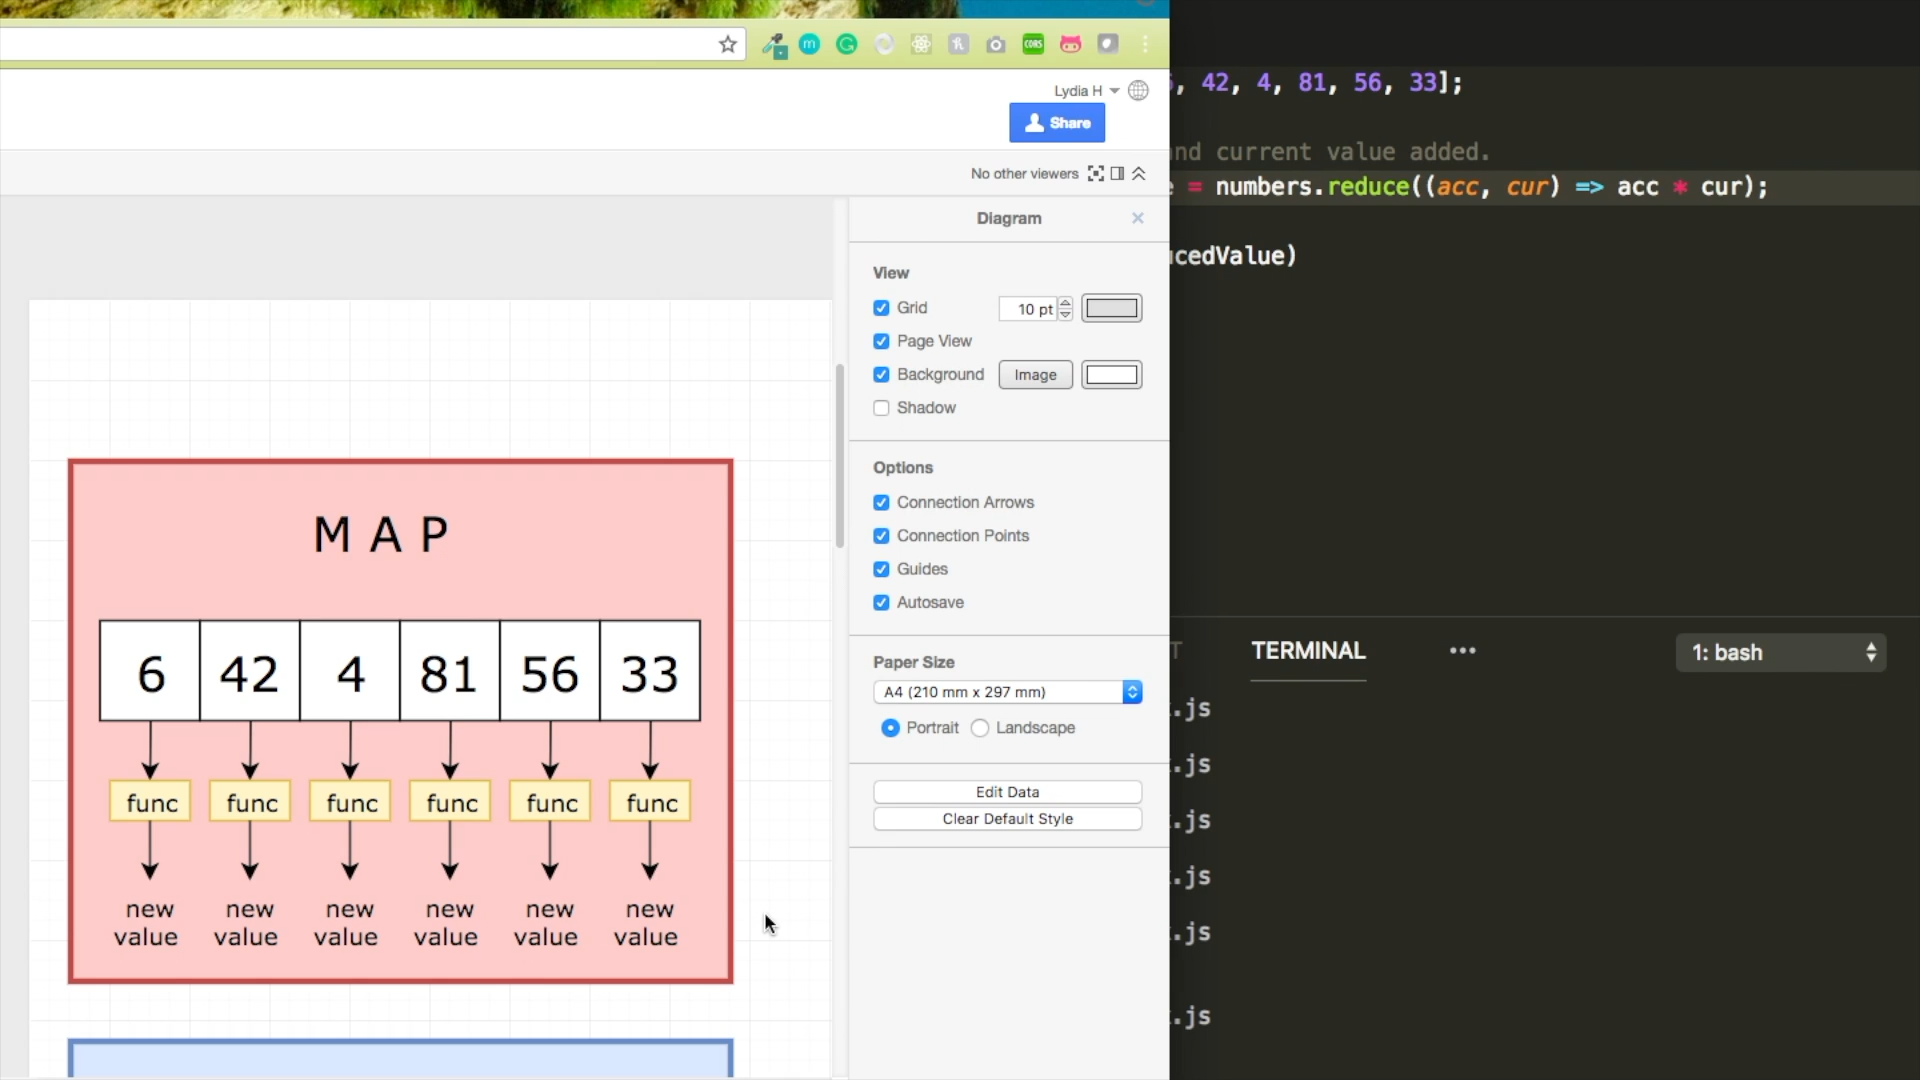 Lydia H
Share
No other viewers
Diagram
View
Grid
10 pt
Page View
Background
Image
Shadow
Options
Connection Arrows
Connection Points
Guides
Autosave
Paper Size
A4 (210 mm x 297 mm)
Portrait
Landscape
Edit Data
Clear Default Style
MAP
6 42 4 81 56 33
func func func func func func
new new new new new new
value value value value value value
, 42, 4, 81, 56, 33];
and current value added.
= numbers.reduce((acc, cur) => acc * cur);
ucedValue)
TERMINAL
1: bash
.js
.js
.js
.js
.js
.js
CORS